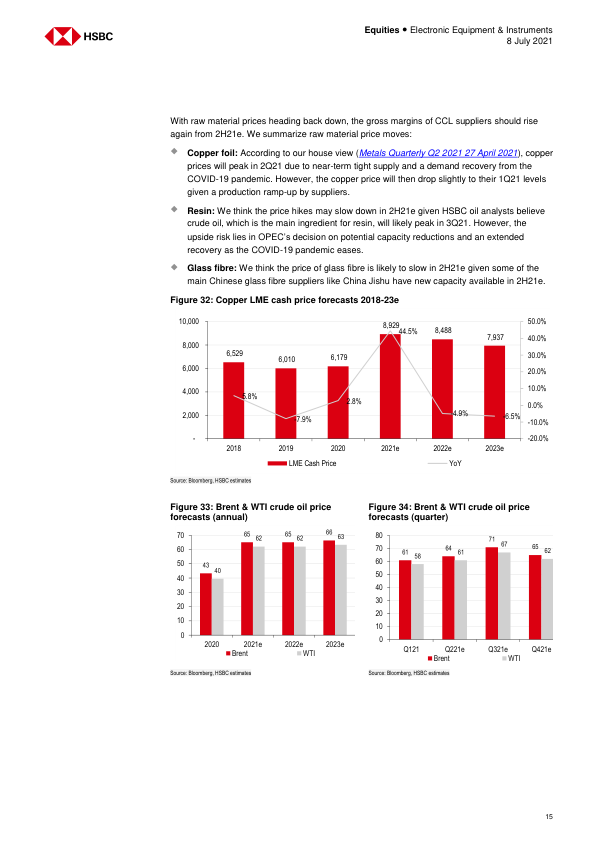 HSBC
Equities ● Electronic Equipment & Instruments
8 July 2021
With raw material prices heading back down, the gross margins of CCL suppliers should rise
again from 2H21e. We summarize raw material price moves:
Copper foil: According to our house view (Metals Quarterly Q2 2021 27 April 2021), copper
prices will peak in 2Q21 due to near-term tight supply and a demand recovery from the
COVID-19 pandemic. However, the copper price will then drop slightly to their 1Q21 levels
given a production ramp-up by suppliers.
Resin: We think the price hikes may slow down in 2H21e given HSBC oil analysts believe
crude oil, which is the main ingredient for resin, will likely peak in 3Q21. However, the
upside risk lies in OPEC's decision on potential capacity reductions and an extended
recovery as the COVID-19 pandemic eases.
Glass fibre: We think the price of glass fibre is likely to slow in 2H21e given some of the
main Chinese glass fibre suppliers like China Jishu have new capacity available in 2H21e.
Figure 32: Copper LME cash price forecasts 2018-23e
10,000
8,000
6,000
4,000
2,000
-
6,529
6,010
6,179
8,929
8,488
7,937
5.8%
-7.9%
2.8%
44.5%
-4.9%
-6.5%
50.0%
40.0%
30.0%
20.0%
10.0%
0.0%
-10.0%
-20.0%
2018 2019 2020 2021e 2022e 2023e
LME Cash Price YoY
Source: Bloomberg, HSBC estimates
Figure 33: Brent & WTI crude oil price
forecasts (annual)
70
60
50
40
30
20
10
0
43 40 65 62 65 62 66 63
2020 2021e 2022e 2023e
Brent WTI
Source: Bloomberg, HSBC estimates
Figure 34: Brent & WTI crude oil price
forecasts (quarter)
80
70
60
50
40
30
20
10
0
61 58 64 61 71 67 65 62
Q121 Q221e Q321e Q421e
Brent WTI
Source: Bloomberg, HSBC estimates
15